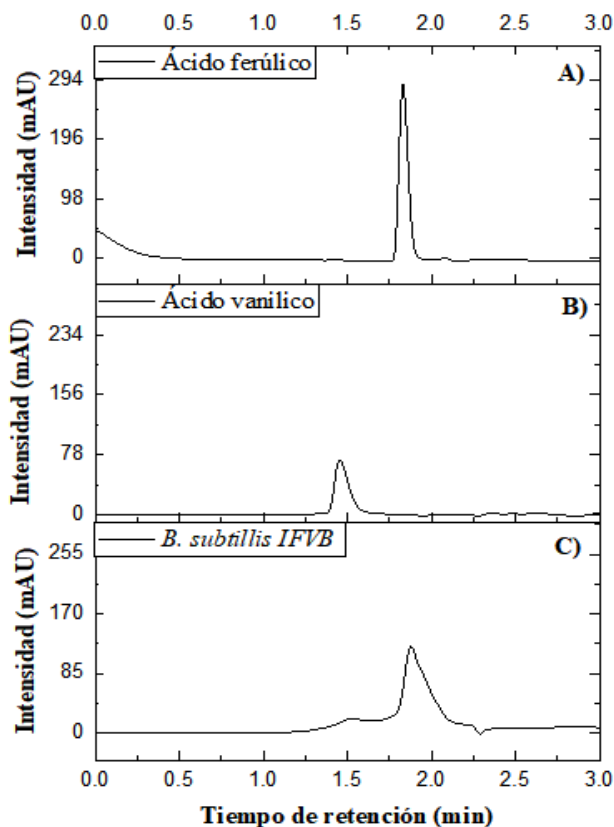 0.0 0.5 1.0 1.5 2.0 2.5 3.0
Ácido ferúlico
A)
294
196
98
0
Intensidad (mAU)
Ácido vanilico
B)
234
156
78
0
Intensidad (mAU)
B. subtillis IFVB
C)
255
170
85
0
Intensidad (mAU)
0.0 0.5 1.0 1.5 2.0 2.5 3.0
Tiempo de retención (min)